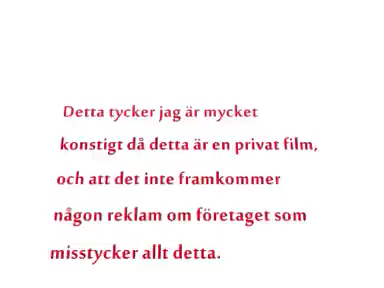 Detta tycker jag är mycket
konstigt då detta är en privat film,
och att det inte framkommer
någon reklam om företaget som
misstycker allt detta.